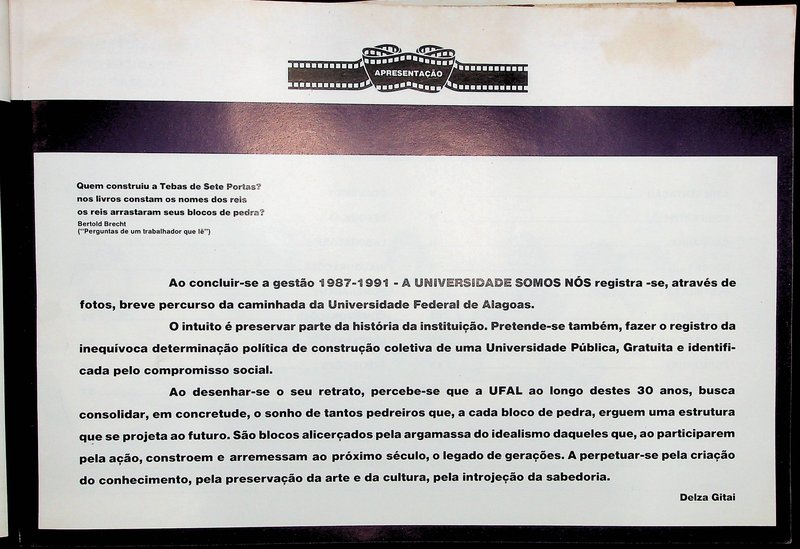 APRESENTAÇÃO
Quem construiu a Tebas de Sete Portas?
nos livros constam os nomes dos reis
os reis arrastaram seus blocos de pedra?
Bertold Brecht
("Perguntas de um trabalhador que lê")
Ao concluir-se a gestão 1987-1991 - A UNIVERSIDADE SOMOS NÓS registra -se, através de
fotos, breve percurso da caminhada da Universidade Federal de Alagoas.
O intuito é preservar parte da história da instituição. Pretende-se também, fazer o registro da
inequívoca determinação política de construção coletiva de uma Universidade Pública, Gratuita e identifi-
cada pelo compromisso social.
Ao desenhar-se o seu retrato, percebe-se que a UFAL ao longo destes 30 anos, busca
consolidar, em concretude, o sonho de tantos pedreiros que, a cada bloco de pedra, erguem uma estrutura
que se projeta ao futuro. São blocos alicerçados pela argamassa do idealismo daqueles que, ao participarem
pela ação, constroem e arremessam ao próximo século, o legado de gerações. A perpetuar-se pela criação
do conhecimento, pela preservação da arte e da cultura, pela introjeção da sabedoria.
Delza Gitai